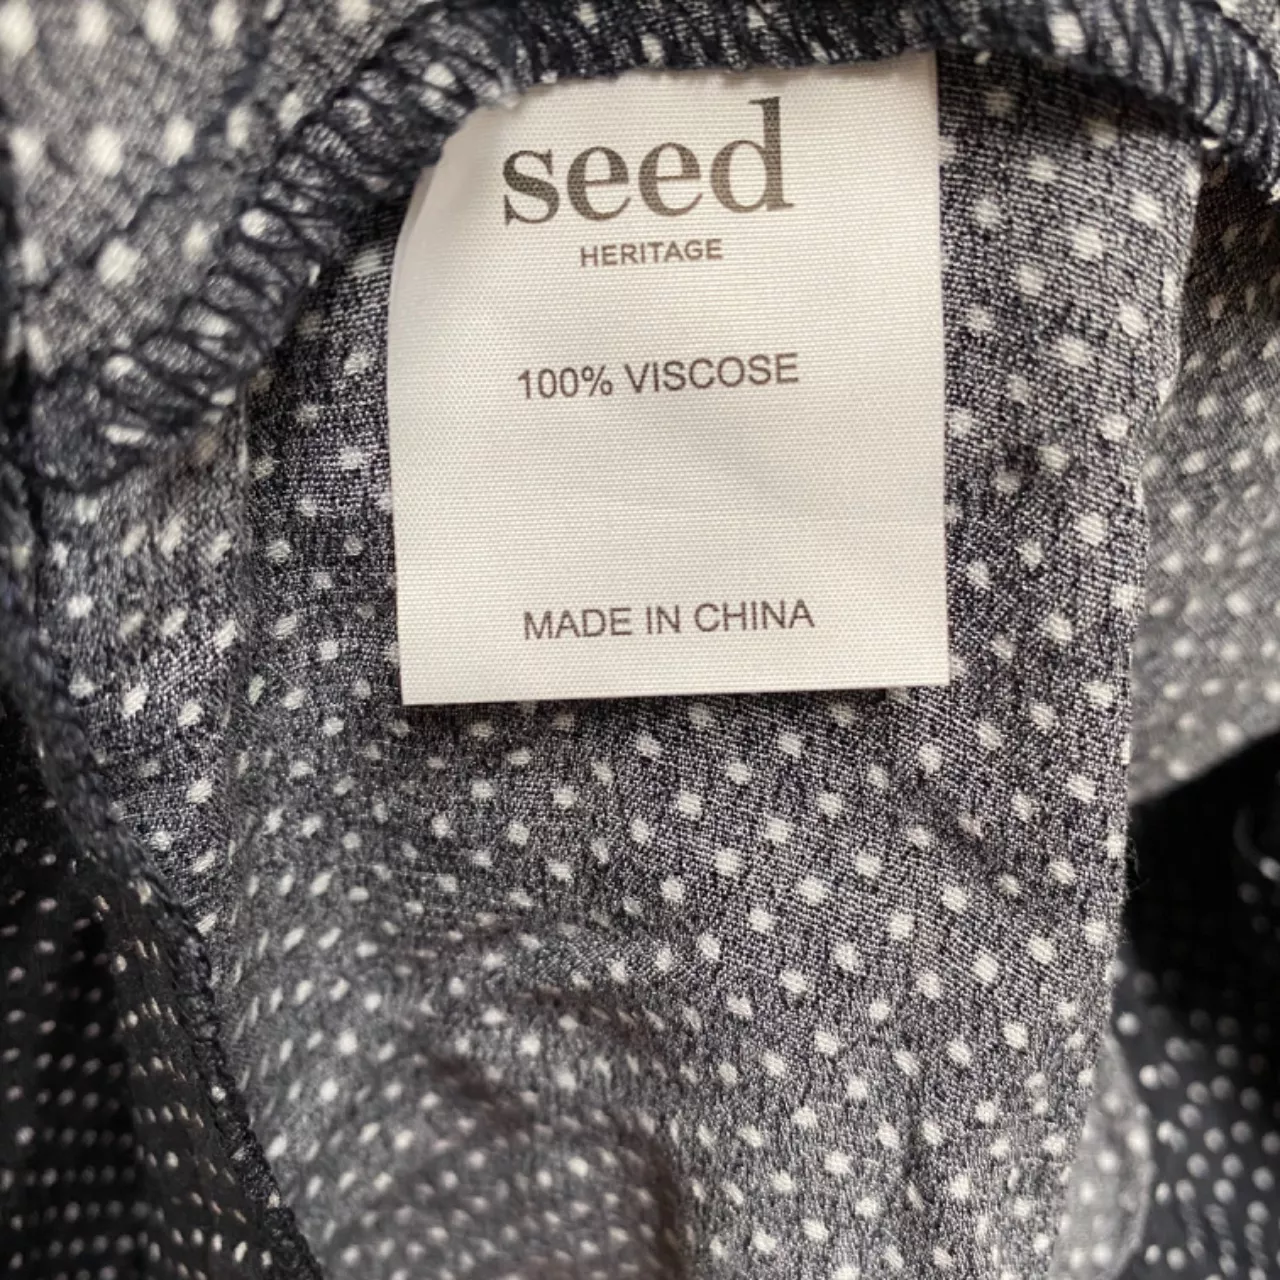 seed
HERITAGE
100% VISCOSE
MADE IN CHINA